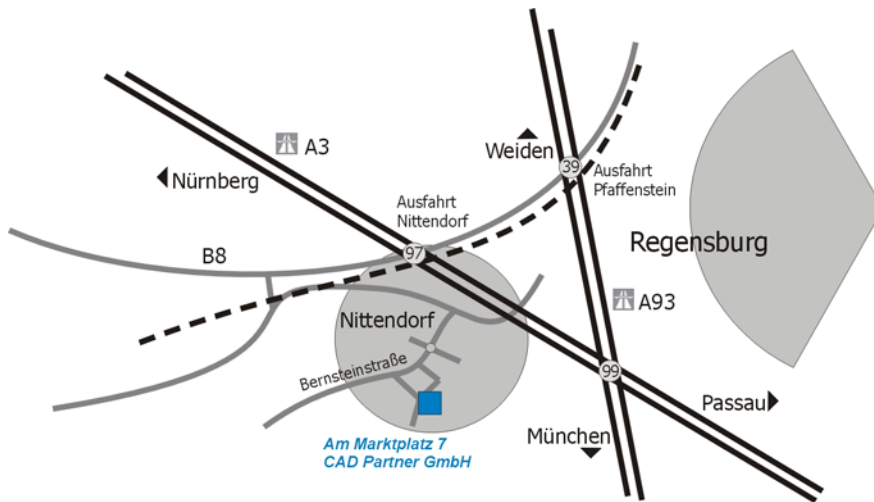 A3
Nürnberg
Weiden
39
Ausfahrt
Pfaffenstein
Ausfahrt
Nittendorf
B8
97
Regensburg
A93
Nittendorf
Bernsteinstraße
99
Passau
München
Am Marktplatz 7
CAD Partner GmbH